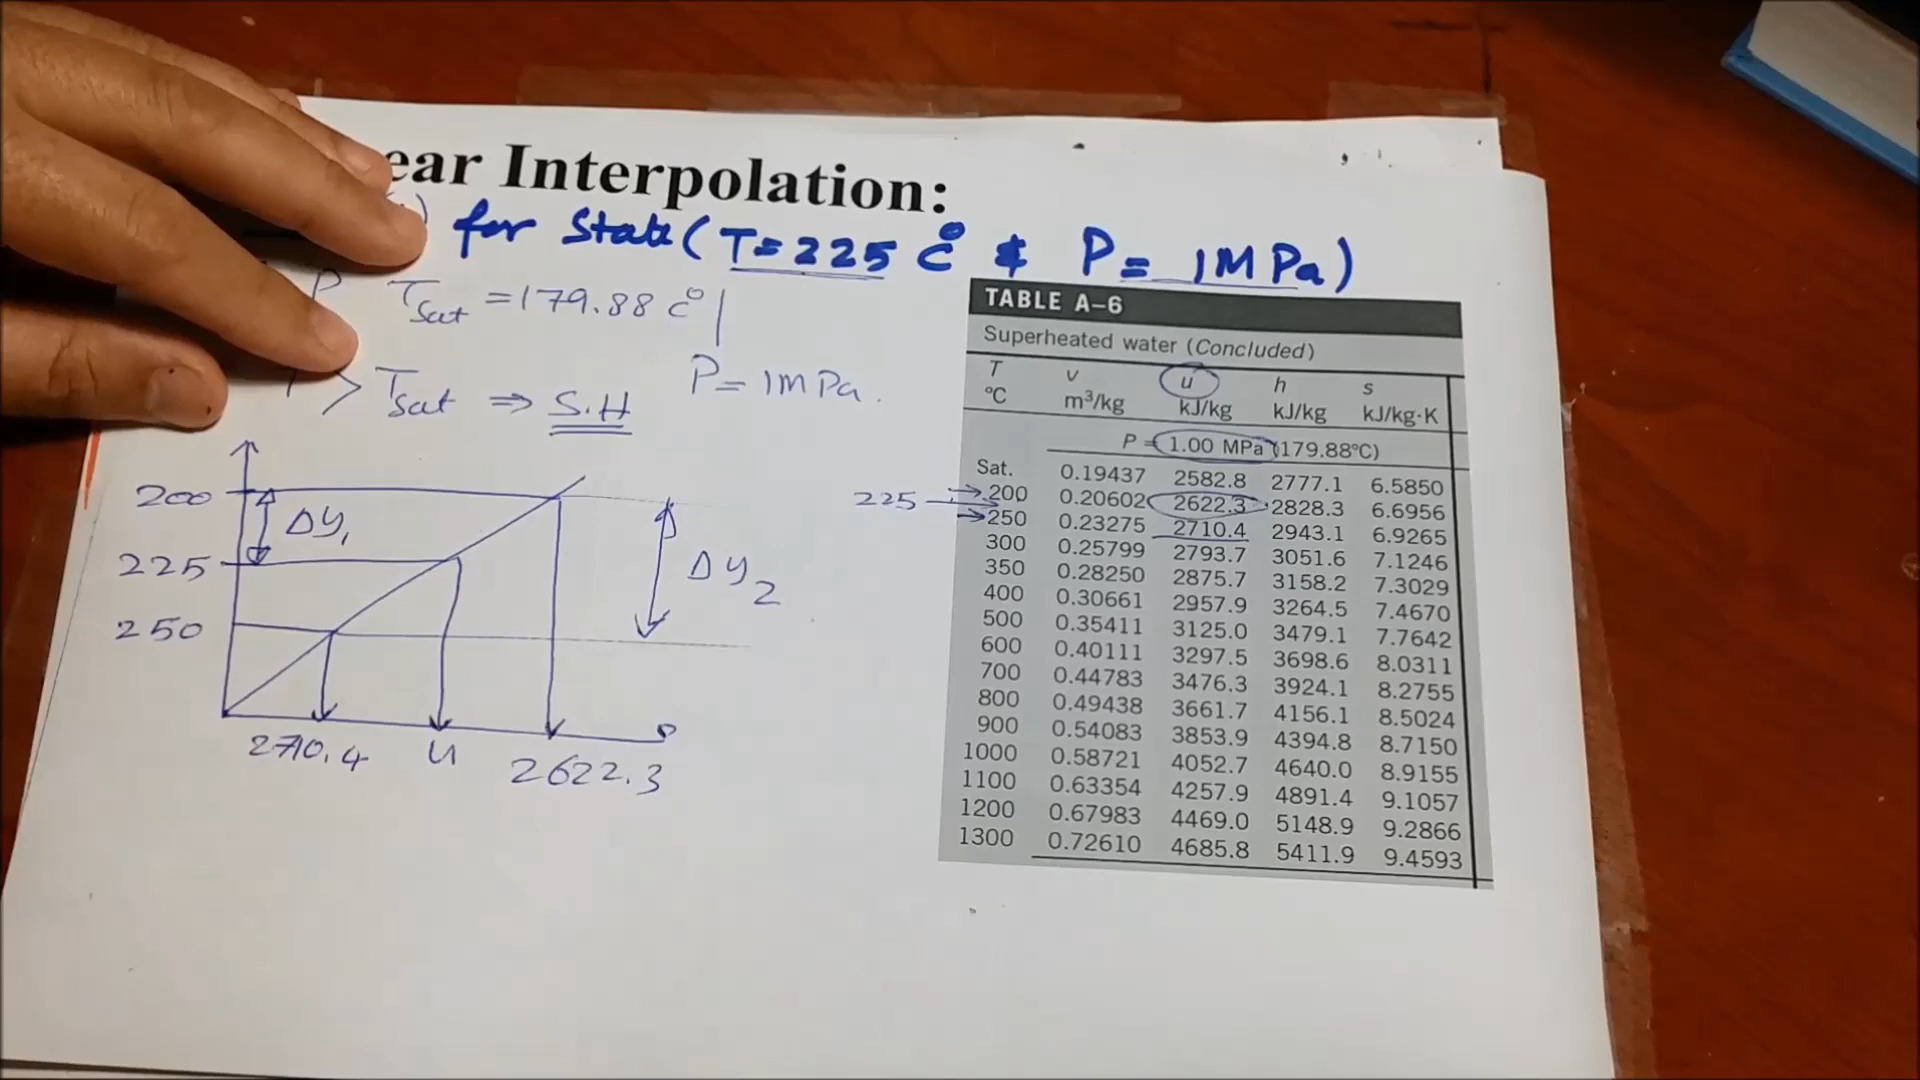 ear Interpolation:
for State (T=225 C° & P= 1MPa)
P Tsat =179.88 C° |
P= 1MPa.
> Tsat ⇒ S.H
200
ΔY1
225
ΔY2
250
2710.4 u 2622.3
225
TABLE A–6
Superheated water (Concluded)
T v u h s
°C m³/kg kJ/kg kJ/kg kJ/kg·K
P = 1.00 MPa (179.88°C)
Sat. 0.19437 2582.8 2777.1 6.5850
200 0.20602 2622.3 2828.3 6.6956
250 0.23275 2710.4 2943.1 6.9265
300 0.25799 2793.7 3051.6 7.1246
350 0.28250 2875.7 3158.2 7.3029
400 0.30661 2957.9 3264.5 7.4670
500 0.35411 3125.0 3479.1 7.7642
600 0.40111 3297.5 3698.6 8.0311
700 0.44783 3476.3 3924.1 8.2755
800 0.49438 3661.7 4156.1 8.5024
900 0.54083 3853.9 4394.8 8.7150
1000 0.58721 4052.7 4640.0 8.9155
1100 0.63354 4257.9 4891.4 9.1057
1200 0.67983 4469.0 5148.9 9.2866
1300 0.72610 4685.8 5411.9 9.4593